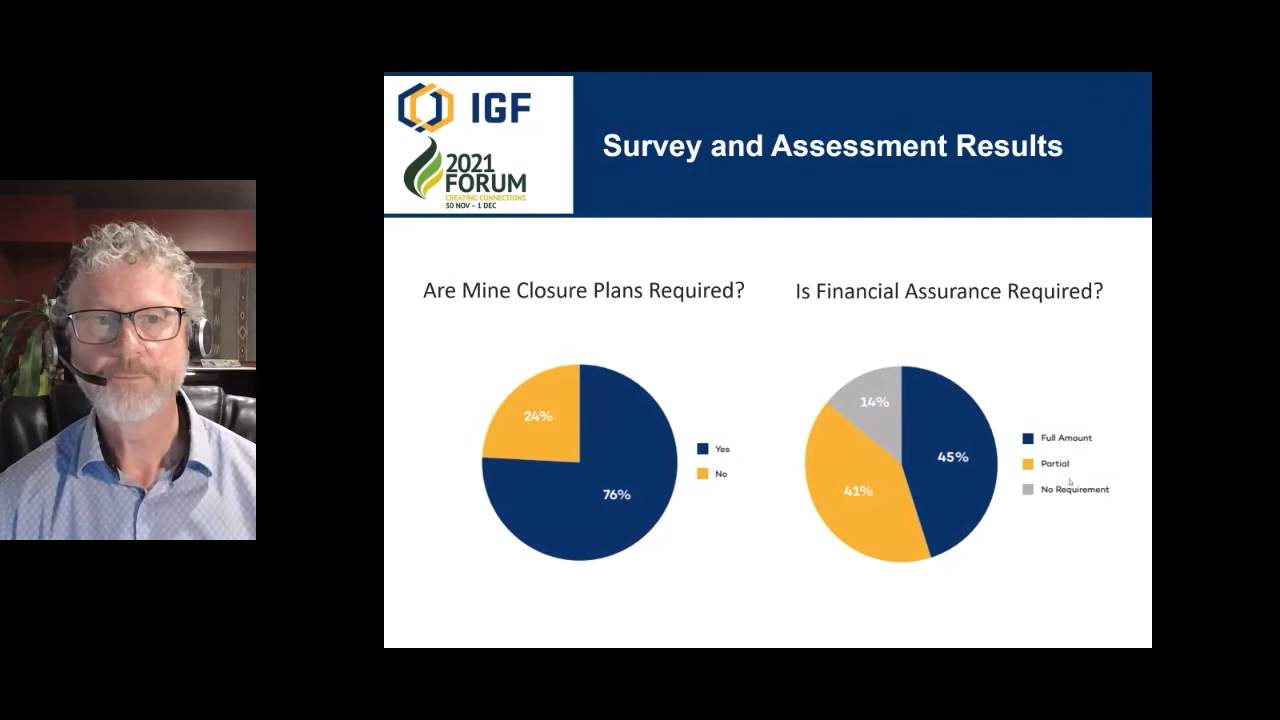 IGF
2021
FORUM
CREATING CONNECTIONS
30 NOV – 1 DEC
Survey and Assessment Results
Are Mine Closure Plans Required?
24%
76%
Yes
No
Is Financial Assurance Required?
14%
45%
41%
Full Amount
Partial
No Requirement